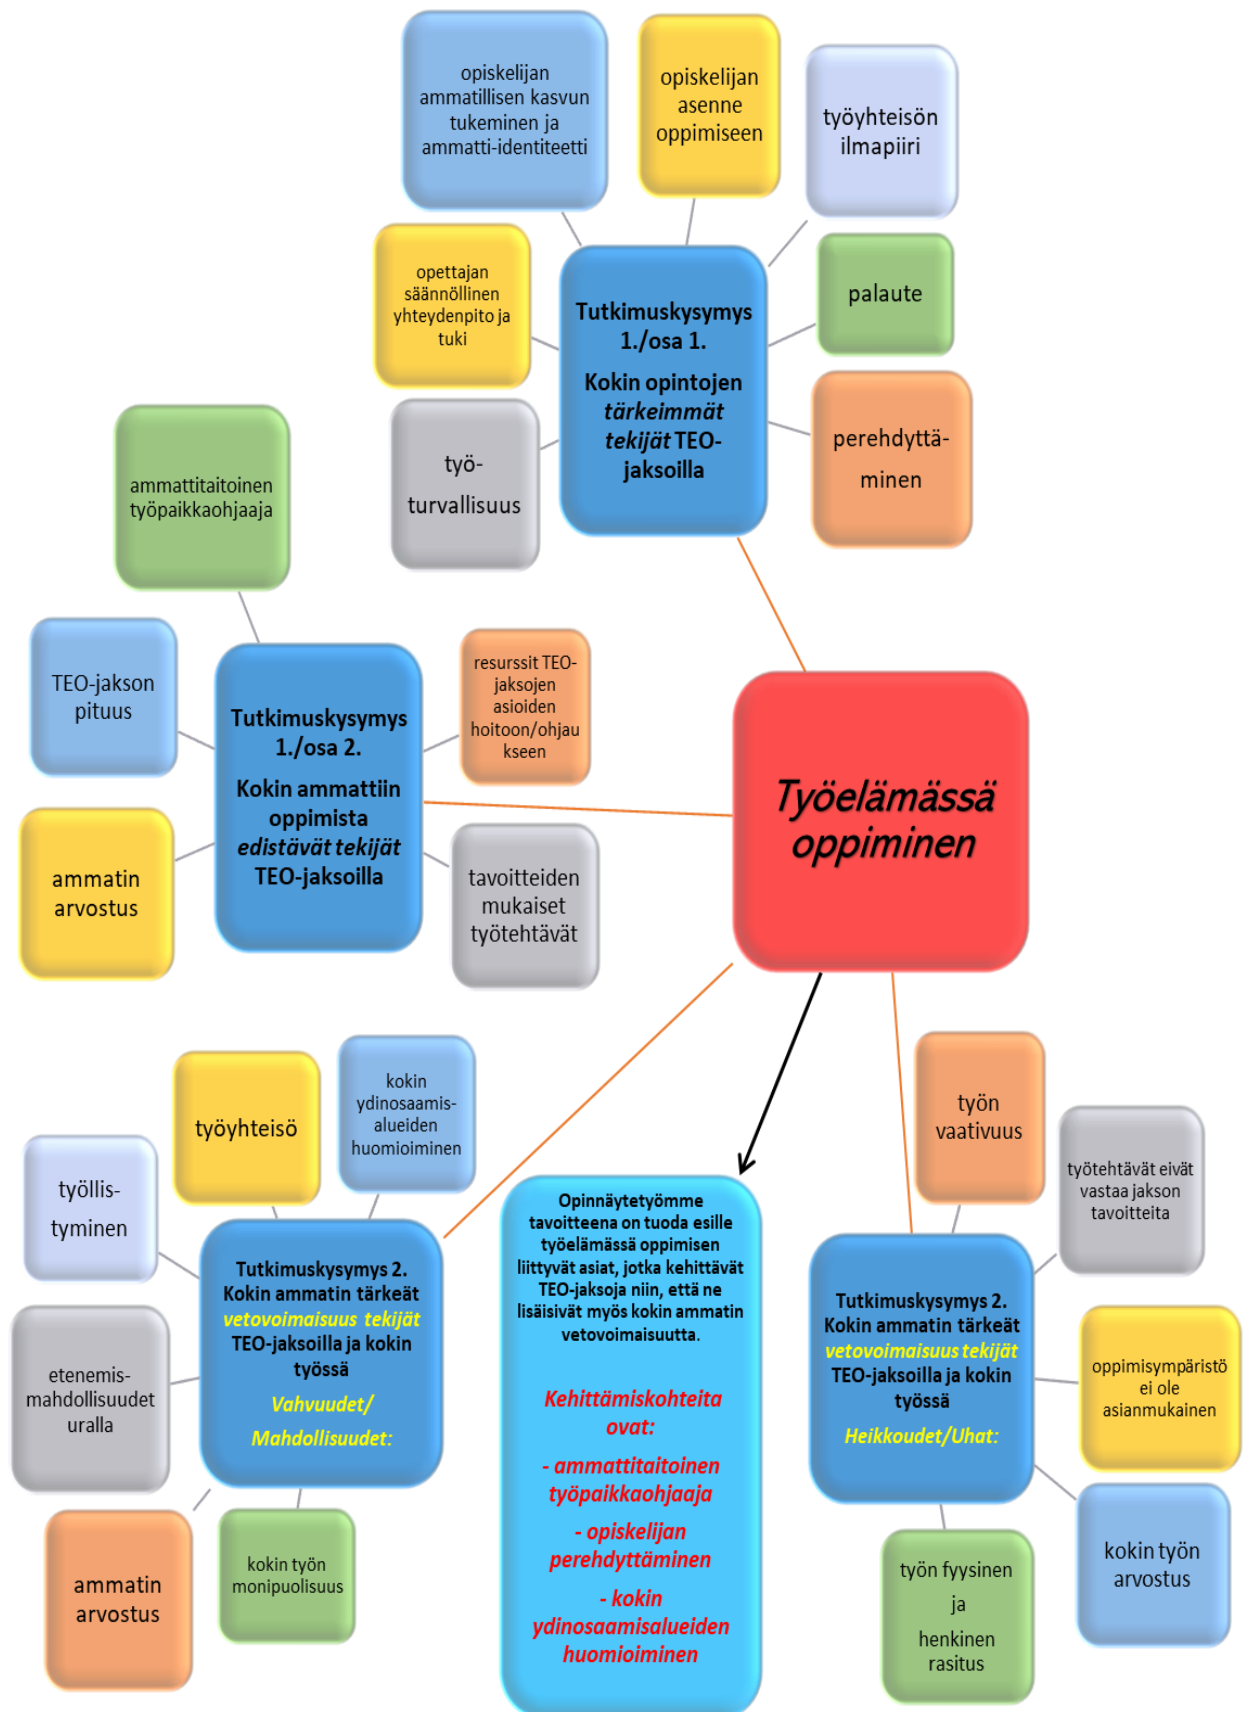 opiskelijan
ammatillisen kasvun
tukeminen ja
ammatti-identiteetti
opiskelijan
asenne
oppimiseen
työyhteisön
ilmapiiri
opettajan
säännöllinen
yhteydenpito ja
tuki
palaute
Tutkimuskysymys
1./osa 1.
Kokin opintojen
tärkeimmät
tekijät TEO-
jaksoilla
työ-
turvallisuus
perehdyttä-
minen
ammattitaitoinen
työpaikkaohjaaja
TEO-jakson
pituus
resurssit TEO-
jaksojen
asioiden
hoitoon/ohjau
kseen
Tutkimuskysymys
1./osa 2.
Kokin ammattiin
oppimista
edistävät tekijät
TEO-jaksoilla
ammatin
arvostus
tavoitteiden
mukaiset
työtehtävät
Työelämässä
oppiminen
työyhteisö
kokin
ydinosaamis-
alueiden
huomioiminen
työllis-
tyminen
Tutkimuskysymys 2.
Kokin ammatin tärkeät
vetovoimaisuus tekijät
TEO-jaksoilla ja kokin
työssä
Vahvuudet/
Mahdollisuudet:
etenemis-
mahdollisuudet
uralla
ammatin
arvostus
kokin työn
monipuolisuus
Opinnäytetyömme
tavoitteena on tuoda esille
työelämässä oppimisen
liittyvät asiat, jotka kehittävät
TEO-jaksoja niin, että ne
lisäisivät myös kokin ammatin
vetovoimaisuutta.
Kehittämiskohteita
ovat:
- ammattitaitoinen
työpaikkaohjaaja
- opiskelijan
perehdyttäminen
- kokin
ydinosaamisalueiden
huomioiminen
työn
vaativuus
työtehtävät eivät
vastaa jakson
tavoitteita
Tutkimuskysymys 2.
Kokin ammatin tärkeät
vetovoimaisuus tekijät
TEO-jaksoilla ja kokin
työssä
Heikkoudet/Uhat:
oppimisympäristö
ei ole
asianmukainen
kokin työn
arvostus
työn fyysinen
ja
henkinen
rasitus